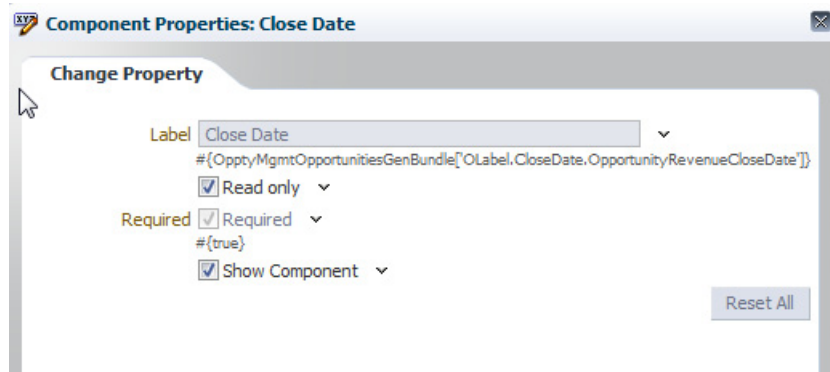 Component Properties: Close Date
Change Property
Label Close Date
#{OpptyMgmtOpportunitiesGenBundle['OLabel.CloseDate.OpportunityRevenueCloseDate']}
Read only
Required Required
#{true}
Show Component
Reset All